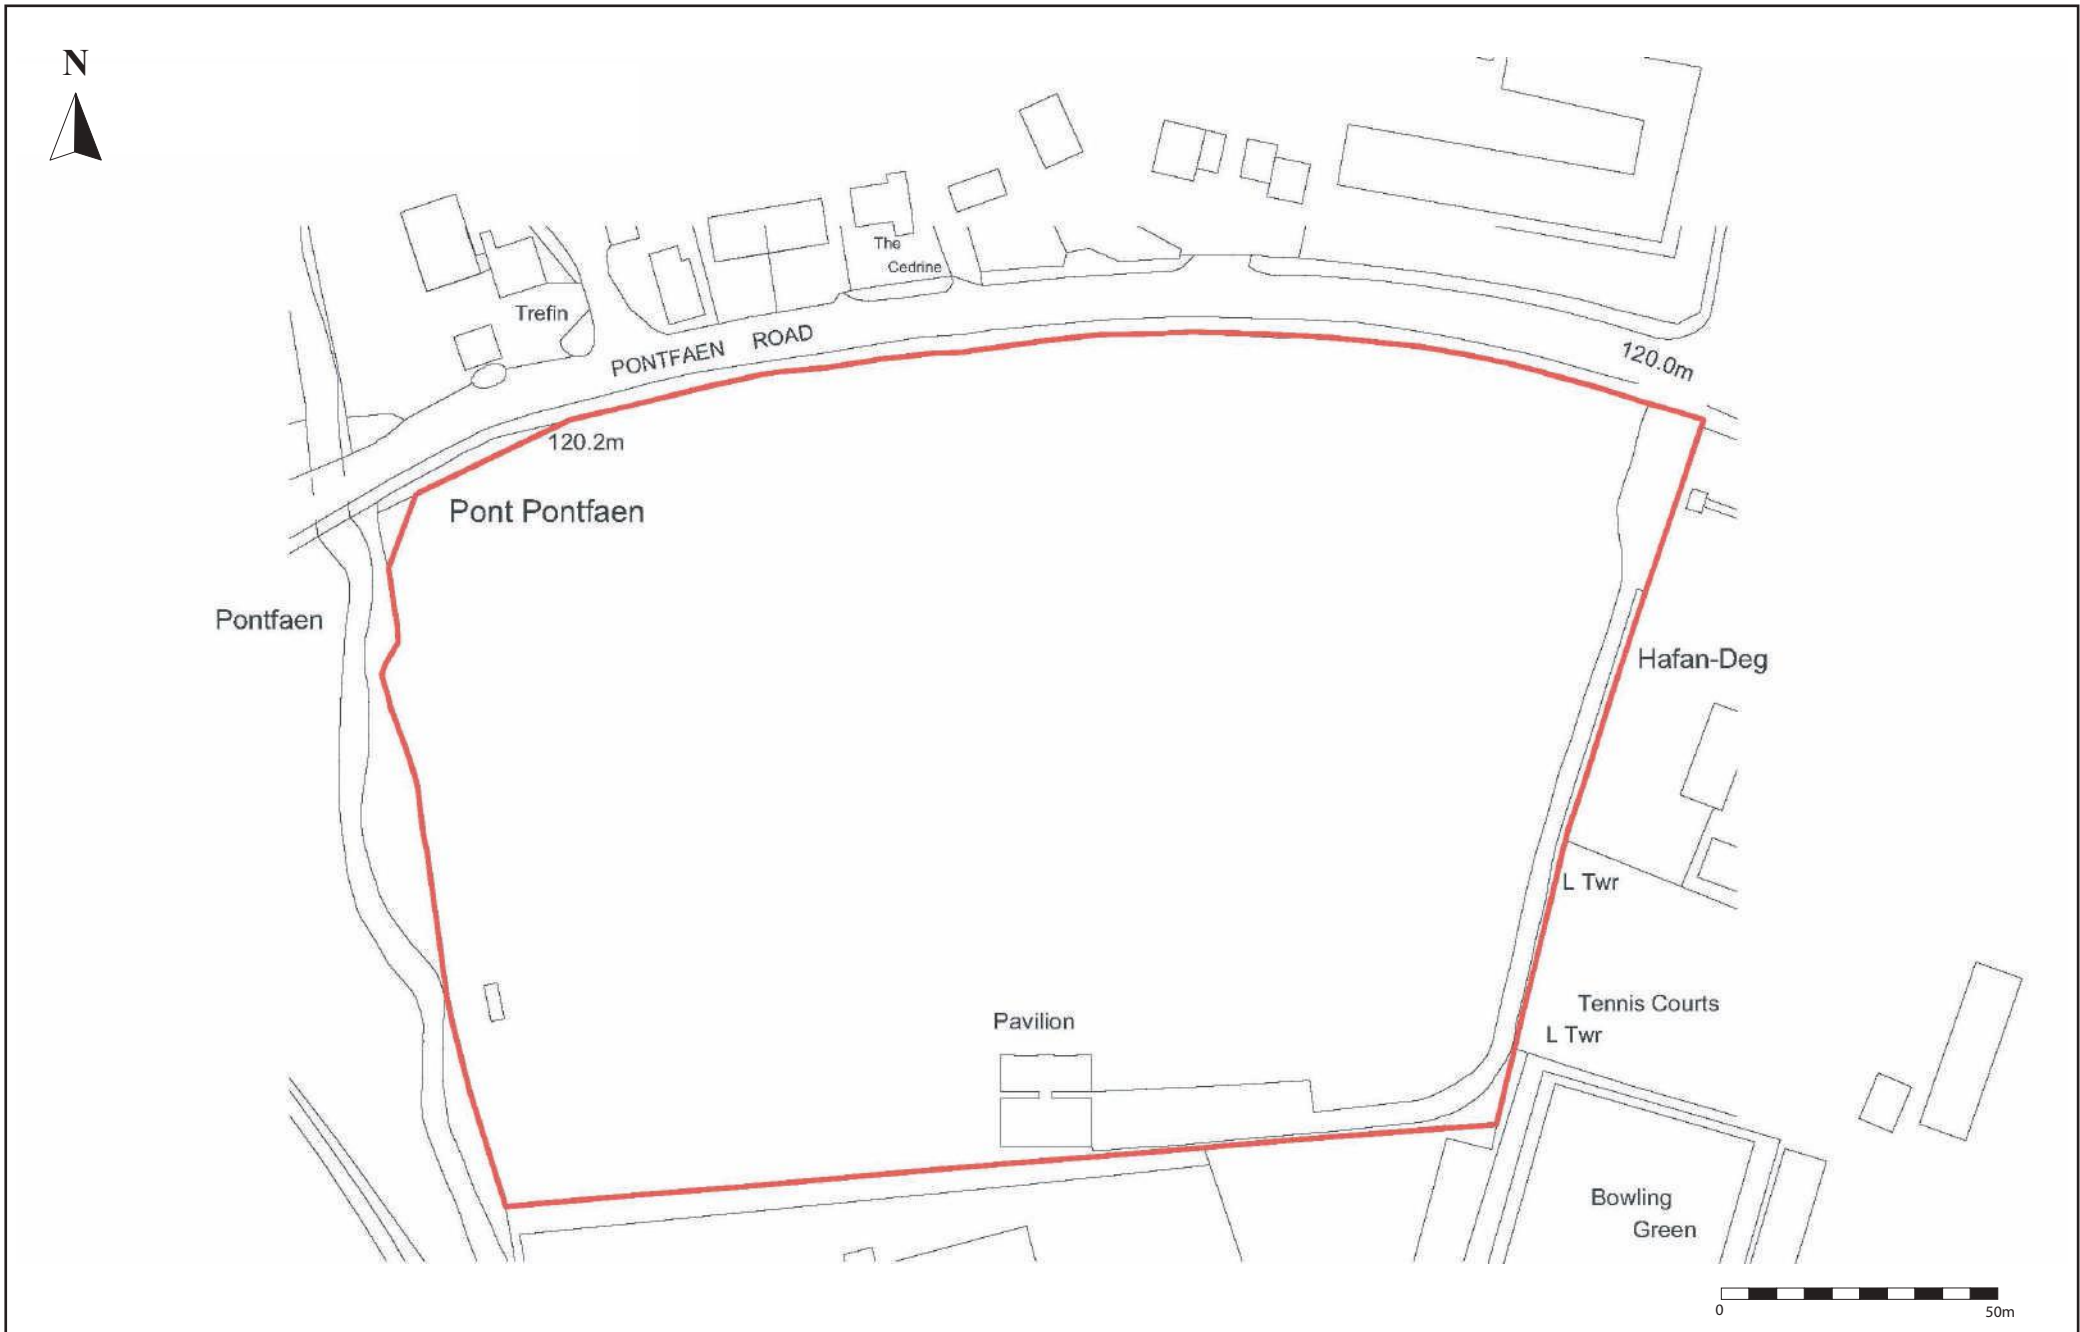 N
The
Cedrine
Trefin
PONTFAEN ROAD
120.0m
120.2m
Pont Pontfaen
Pontfaen
Hafan-Deg
L Twr
Tennis Courts
Pavilion
L Twr
Bowling
Green
0
50m